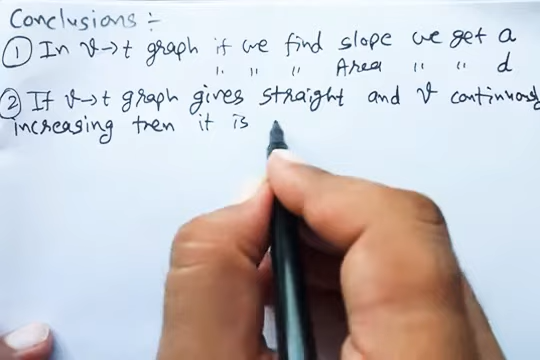 Conclusions :-
① In v→t graph if we find slope we get a
" " " Area " " d
② If v→t graph gives straight and v continuously
increasing then it is